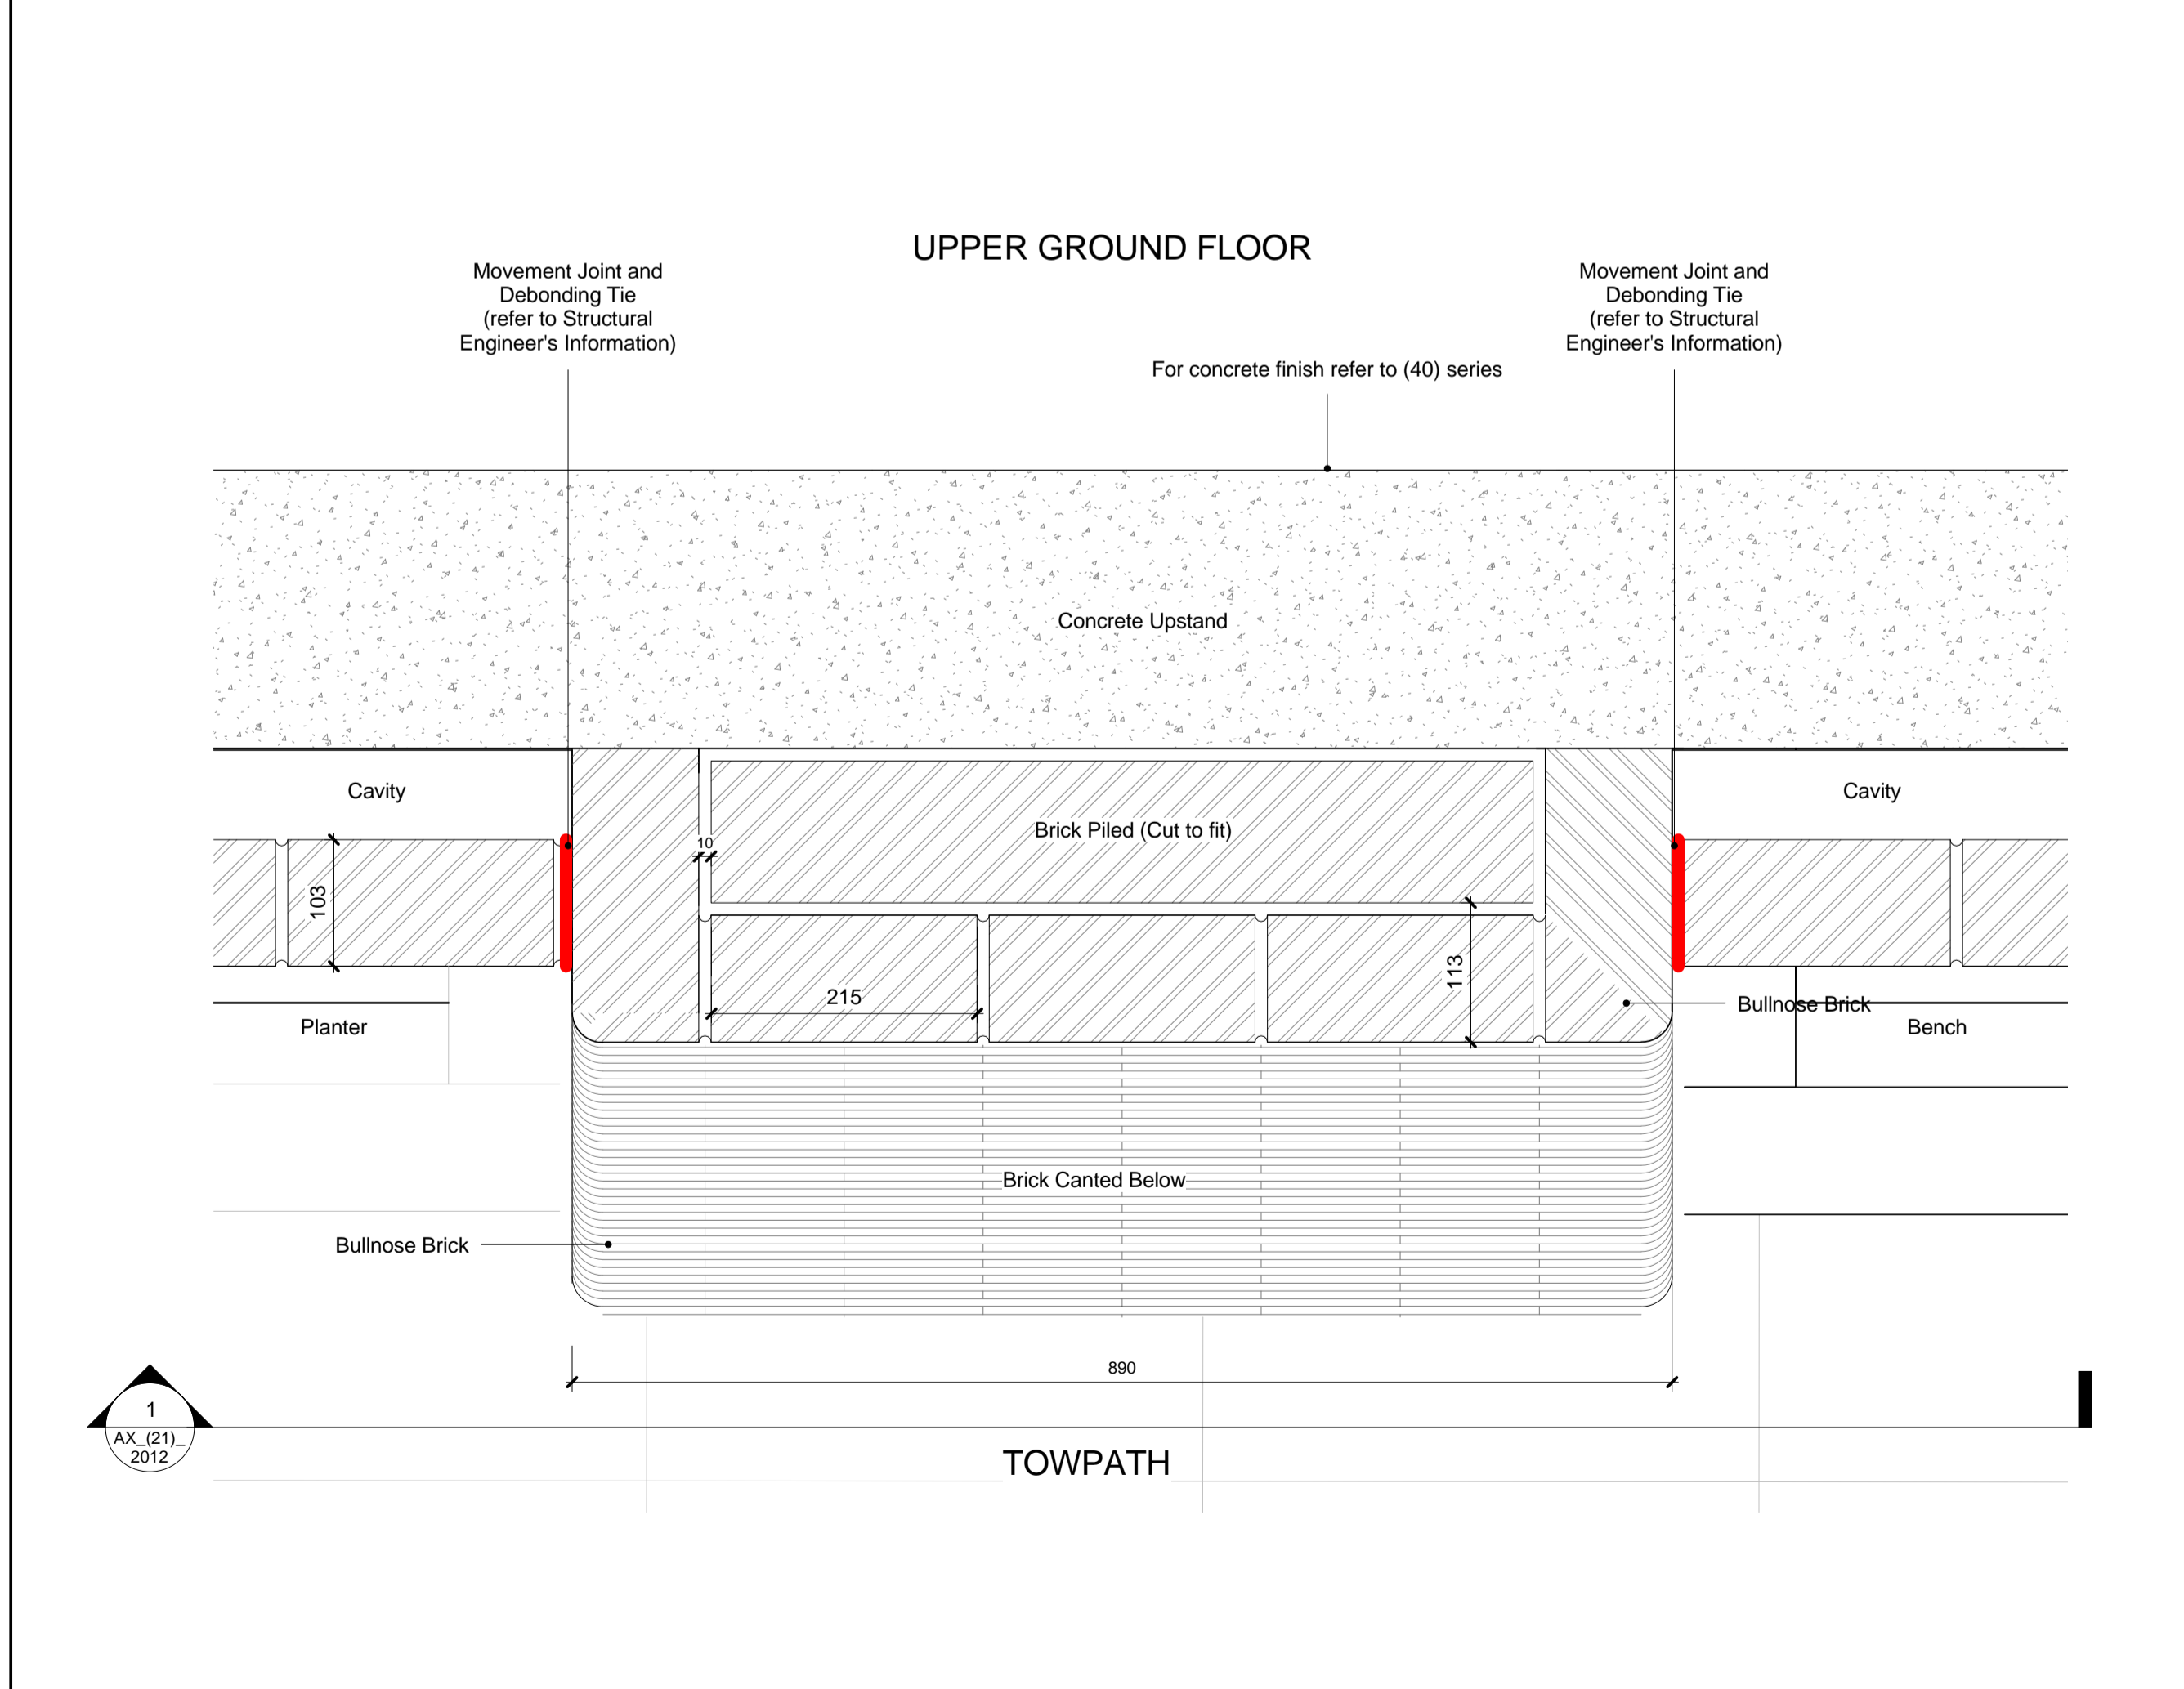 UPPER GROUND FLOOR
Movement Joint and
Debonding Tie
(refer to Structural
Engineer's Information)
Movement Joint and
Debonding Tie
(refer to Structural
Engineer's Information)
For concrete finish refer to (40) series
Concrete Upstand
Cavity
Cavity
Brick Piled (Cut to fit)
10
103
113
215
Bullnose Brick
Planter
Bench
Brick Canted Below
Bullnose Brick
890
1
AX_(21)_
2012
TOWPATH